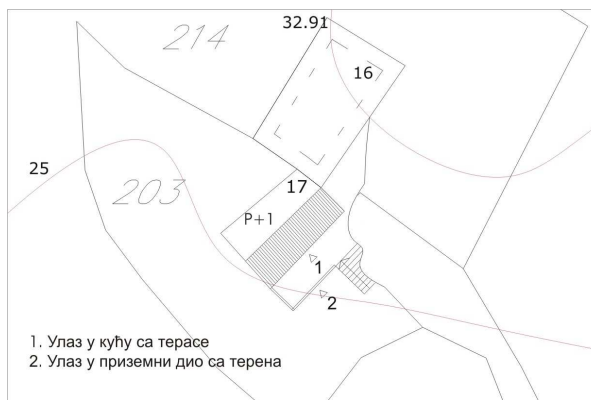 214
32.91
16
25
203
17
P+1
1
2
1. Улаз у кућу са терасе
2. Улаз у приземни дио са терена